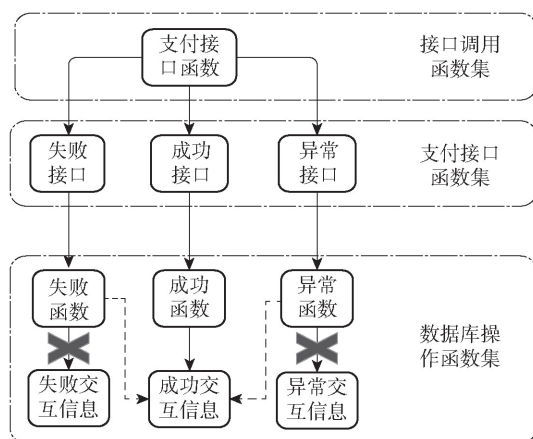 支付接
口函数
接口调用
函数集
失败
接口
成功
接口
异常
接口
支付接口
函数集
失败
函数
成功
函数
异常
函数
数据库操
作函数集
失败交
互信息
成功交
互信息
异常交
互信息